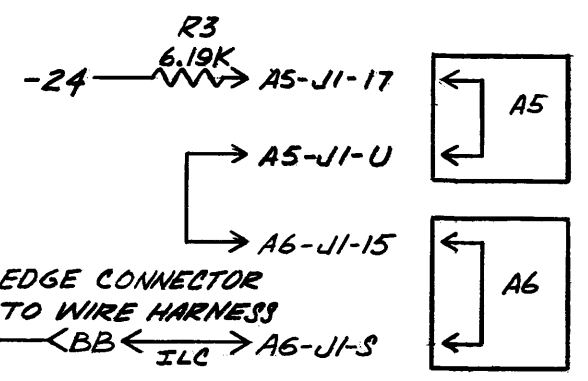 R3
6.19K
-24
A5-J1-17
A5
A5-J1-U
A6-J1-15
A6
EDGE CONNECTOR
TO WIRE HARNESS
BB
ILC
A6-J1-S